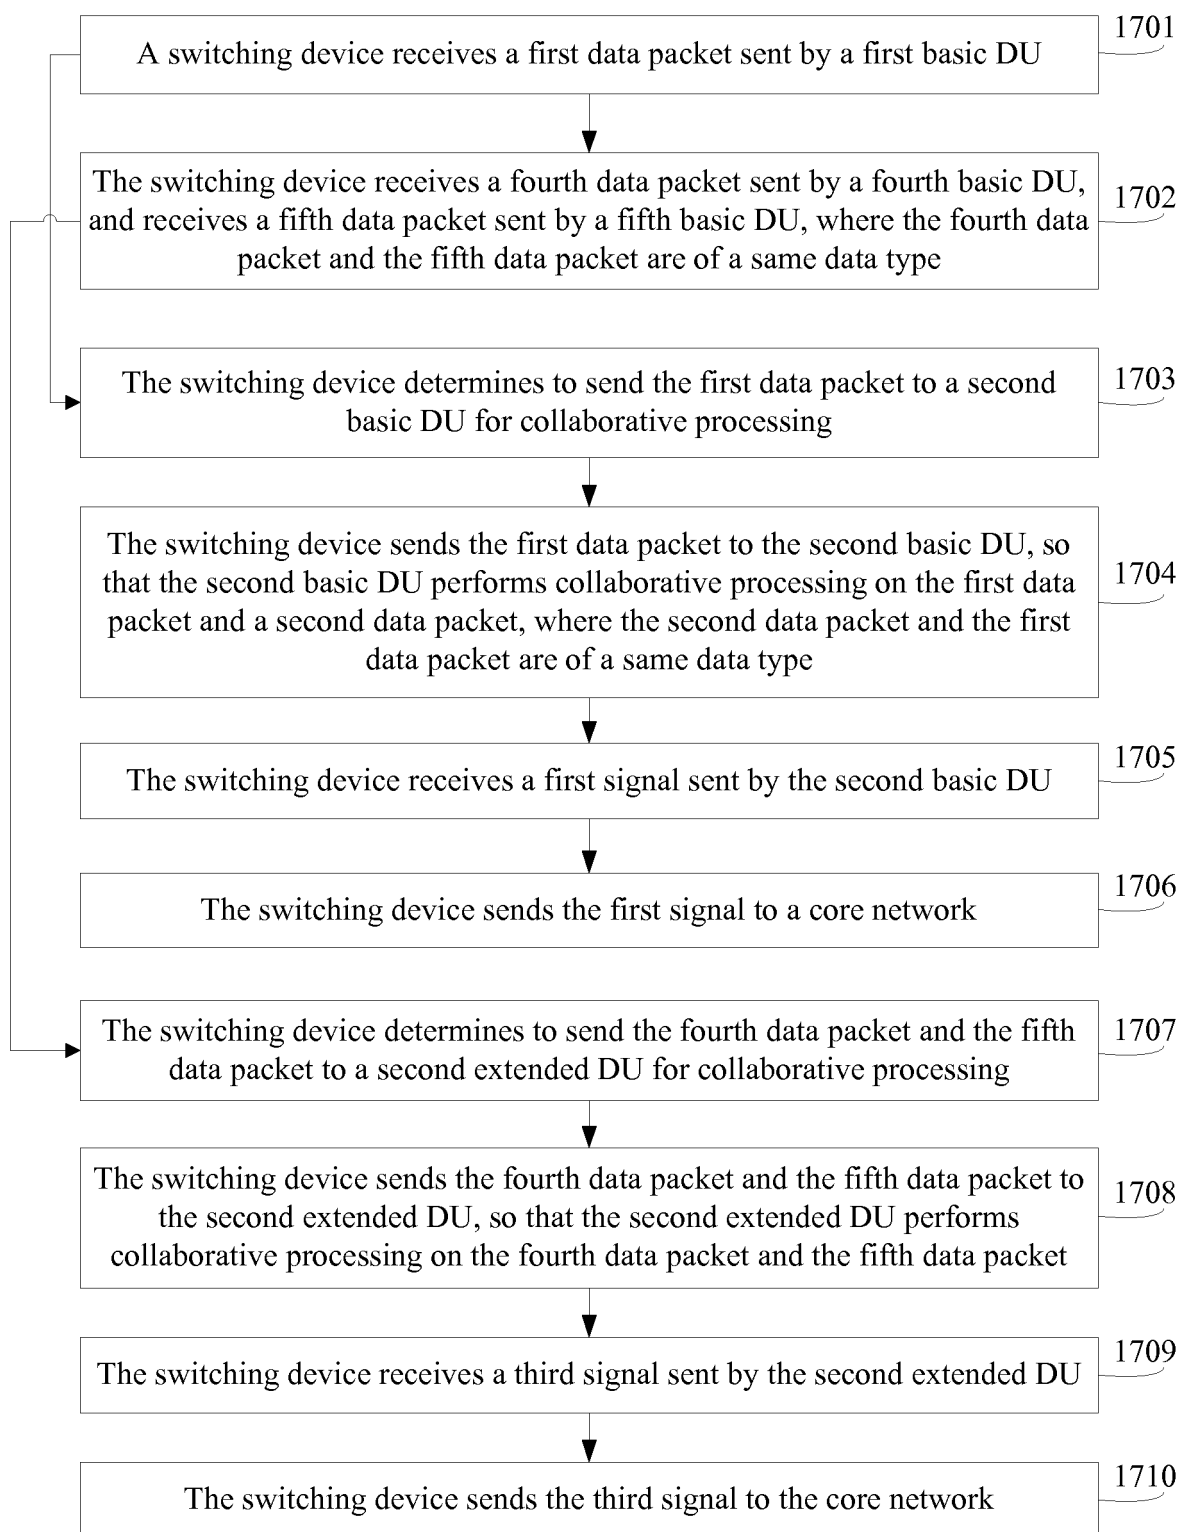 1701
A switching device receives a first data packet sent by a first basic DU
1702
The switching device receives a fourth data packet sent by a fourth basic DU,
and receives a fifth data packet sent by a fifth basic DU, where the fourth data
packet and the fifth data packet are of a same data type
1703
The switching device determines to send the first data packet to a second
basic DU for collaborative processing
1704
The switching device sends the first data packet to the second basic DU, so
that the second basic DU performs collaborative processing on the first data
packet and a second data packet, where the second data packet and the first
data packet are of a same data type
1705
The switching device receives a first signal sent by the second basic DU
1706
The switching device sends the first signal to a core network
1707
The switching device determines to send the fourth data packet and the fifth
data packet to a second extended DU for collaborative processing
1708
The switching device sends the fourth data packet and the fifth data packet to
the second extended DU, so that the second extended DU performs
collaborative processing on the fourth data packet and the fifth data packet
1709
The switching device receives a third signal sent by the second extended DU
1710
The switching device sends the third signal to the core network